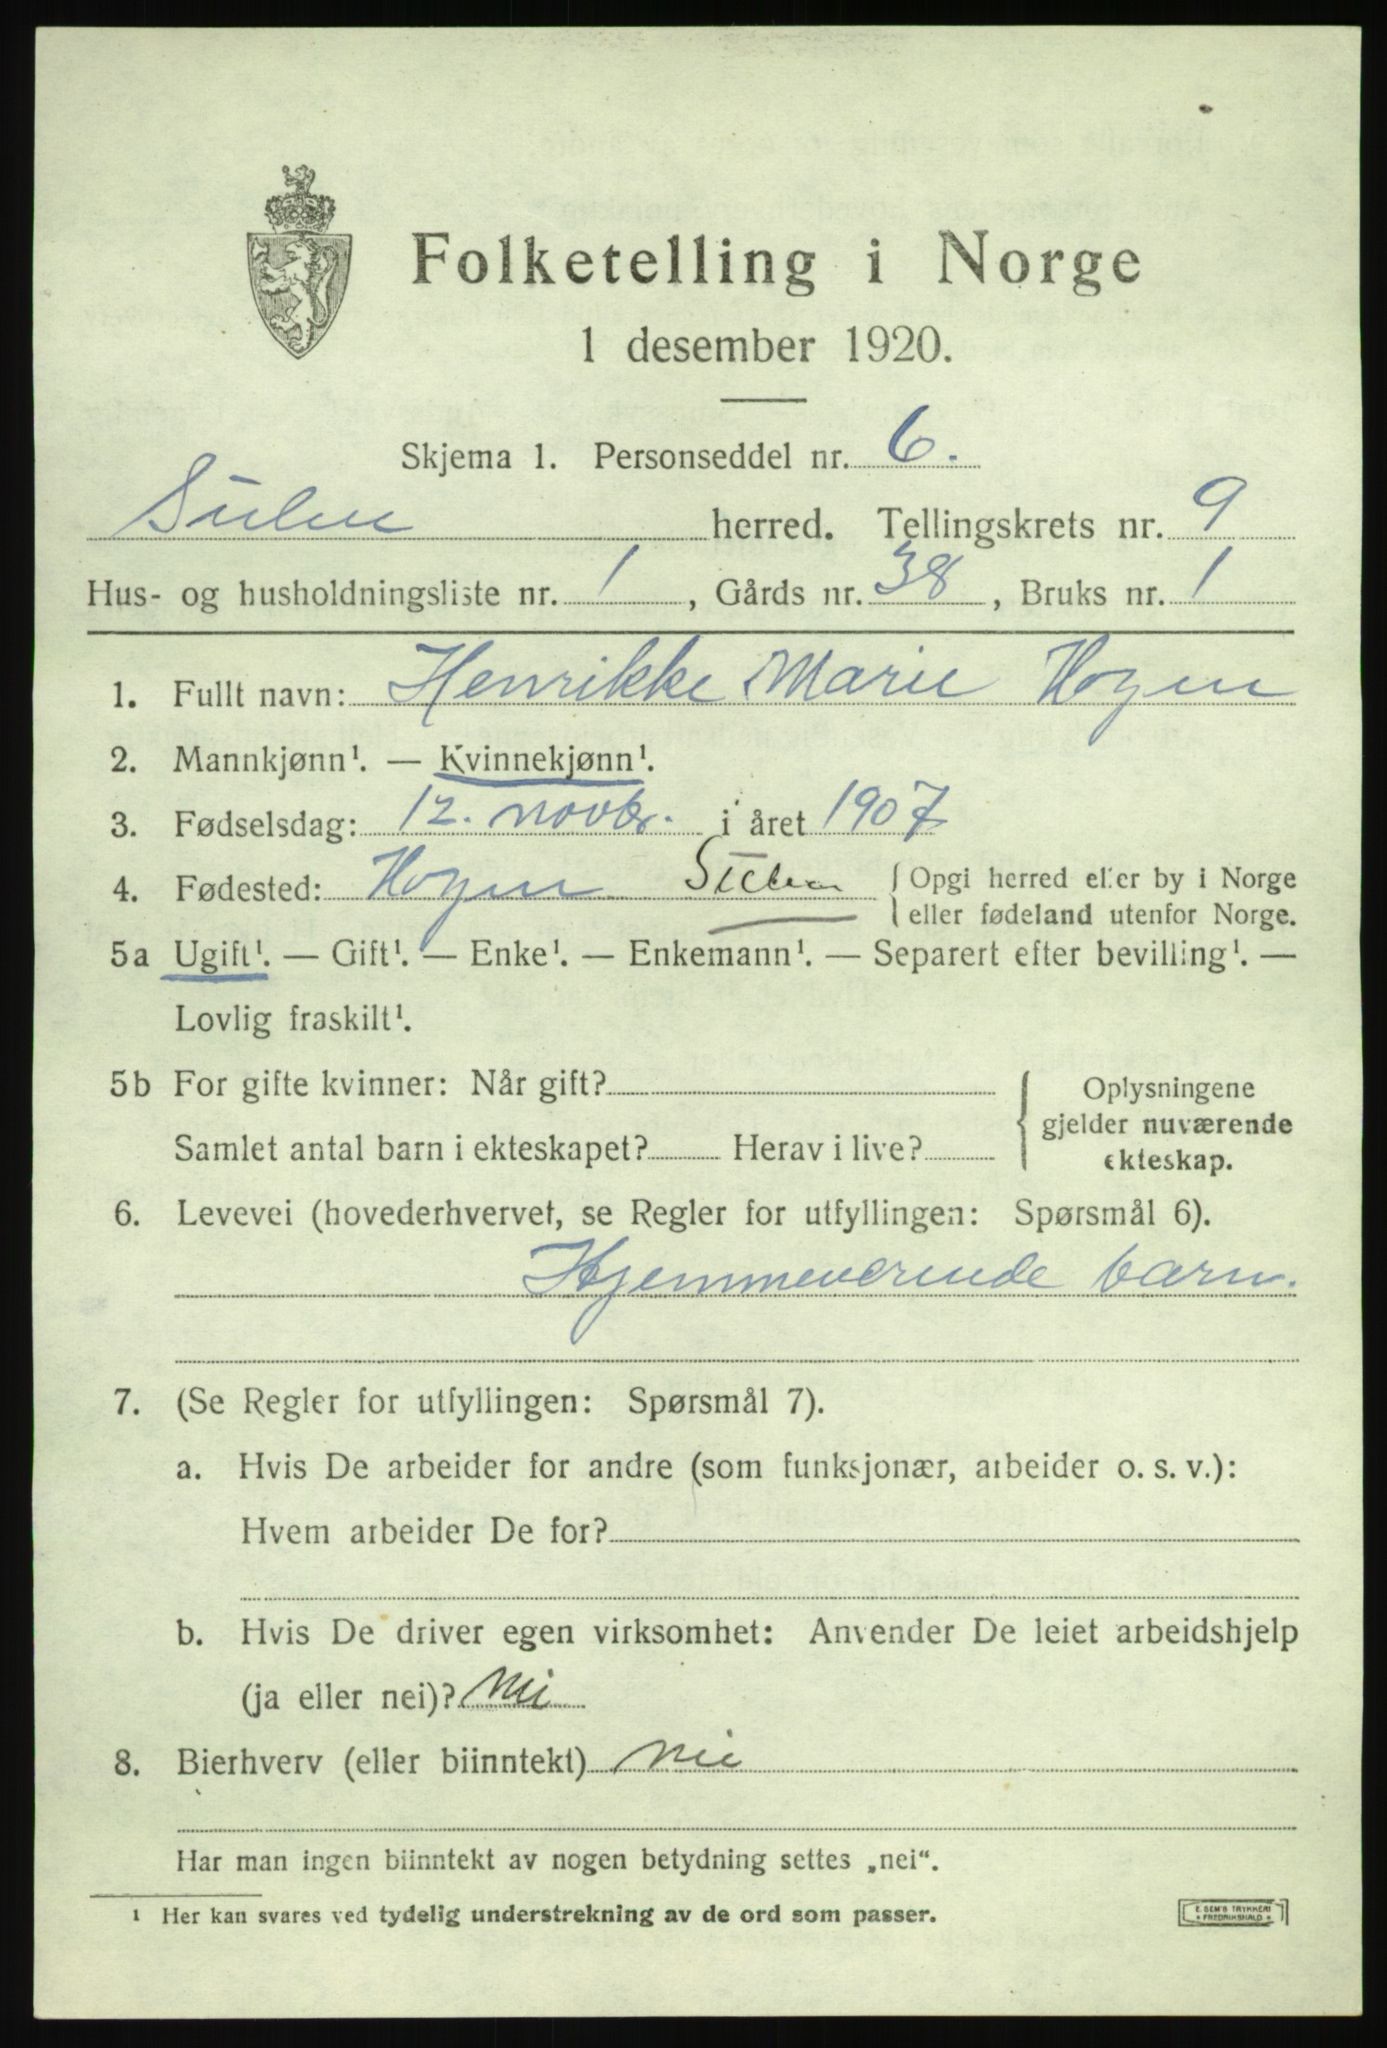 Folketelling i Norge
1 desember 1920.
Skjema 1. Personseddel nr. 6.
Sulen herred. Tellingskrets nr. 9
Hus- og husholdningsliste nr. 1, Gårds nr. 38, Bruks nr. 1
1. Fullt navn: Henrikke Marie Hogen
2. Mannkjønn¹. — Kvinnekjønn¹.
3. Fødselsdag: 12. novbr. i året 1907
4. Fødested: Hogen { Opgi herred eller by i Norge
eller fødeland utenfor Norge.
5a Ugift¹. — Gift¹. — Enke¹. — Enkemann¹. — Separert efter bevilling¹. —
Lovlig fraskilt¹.
5b For gifte kvinner: Når gift? { Oplysningene
gjelder nuværende
Samlet antal barn i ekteskapet? Herav i live? ekteskap.
6. Levevei (hovederhvervet, se Regler for utfyllingen: Spørsmål 6).
Hjemmeverende barn.
7. (Se Regler for utfyllingen: Spørsmål 7).
a. Hvis De arbeider for andre (som funksjonær, arbeider o. s. v.):
Hvem arbeider De for?
b. Hvis De driver egen virksomhet: Anvender De leiet arbeidshjelp
(ja eller nei)? nei
8. Bierhverv (eller biinntekt) nei
Har man ingen biinntekt av nogen betydning settes „nei“.
¹ Her kan svares ved tydelig understrekning av de ord som passer.
E. SEM'S TRYKKERI
• FREDRIKSHALD •